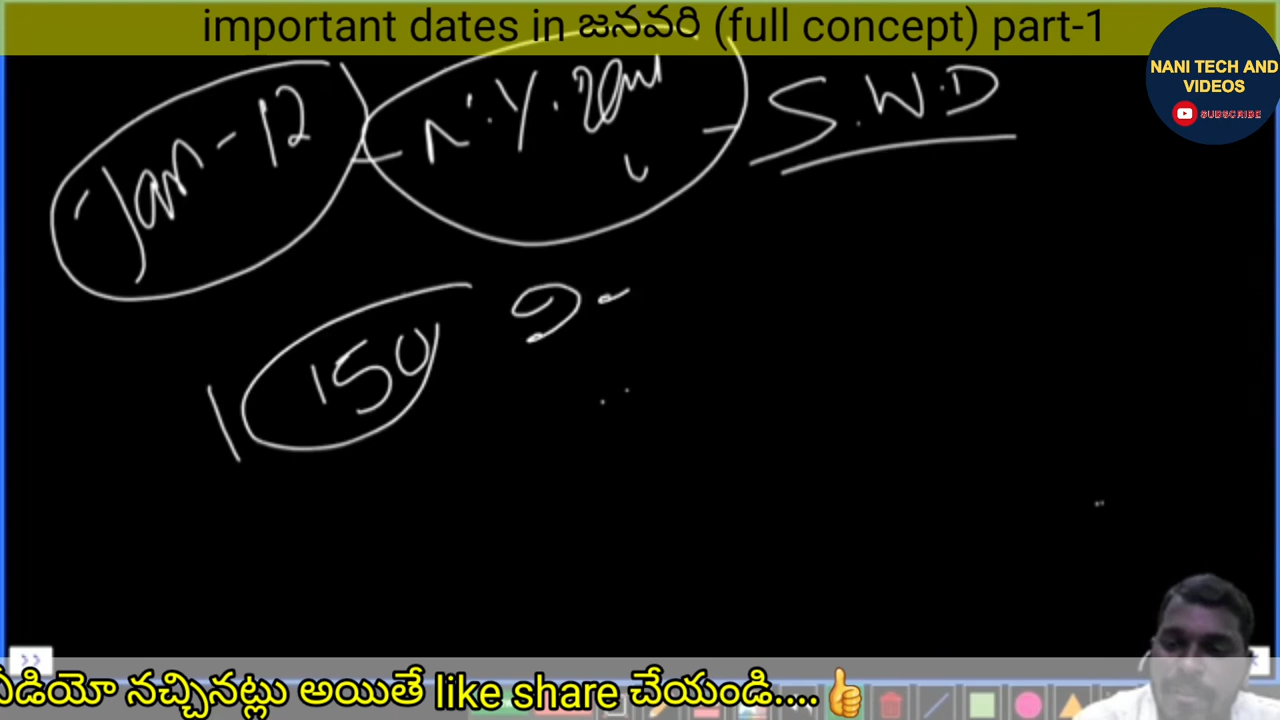 important dates in జనవరి (full concept) part-1
NANI TECH AND
VIDEOS
SUBSCRIBE
Jan-12 - N.Y. - S.W.D
150
వీడియో నచ్చినట్లు అయితే like share చేయండి....👍